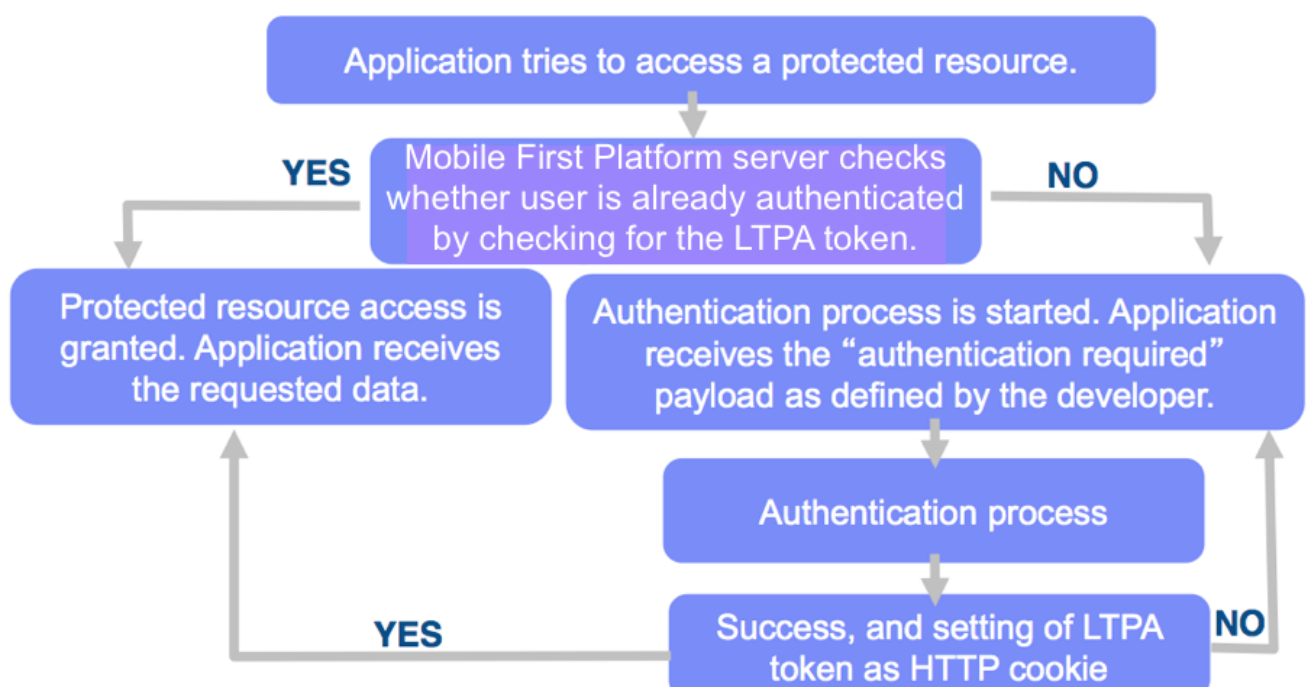 Application tries to access a protected resource.
YES
Mobile First Platform server checks
whether user is already authenticated
by checking for the LTPA token.
NO
Protected resource access is
granted. Application receives
the requested data.
Authentication process is started. Application
receives the “authentication required”
payload as defined by the developer.
Authentication process
YES
Success, and setting of LTPA
token as HTTP cookie
NO